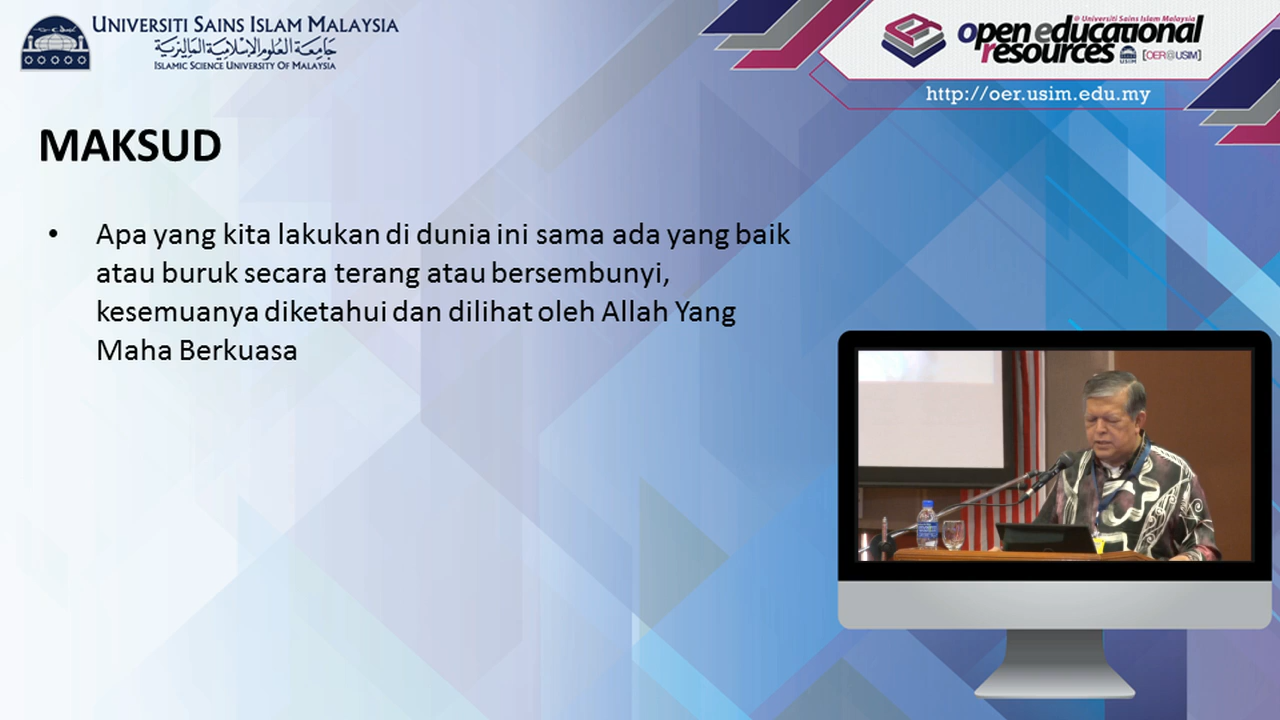 UNIVERSITI SAINS ISLAM MALAYSIA
جامعة العلوم الإسلامية الماليزية
ISLAMIC SCIENCE UNIVERSITY OF MALAYSIA
@ Universiti Sains Islam Malaysia
open educational
resources
USIM
[OER@USIM]
http://oer.usim.edu.my
MAKSUD
• Apa yang kita lakukan di dunia ini sama ada yang baik
atau buruk secara terang atau bersembunyi,
kesemuanya diketahui dan dilihat oleh Allah Yang
Maha Berkuasa